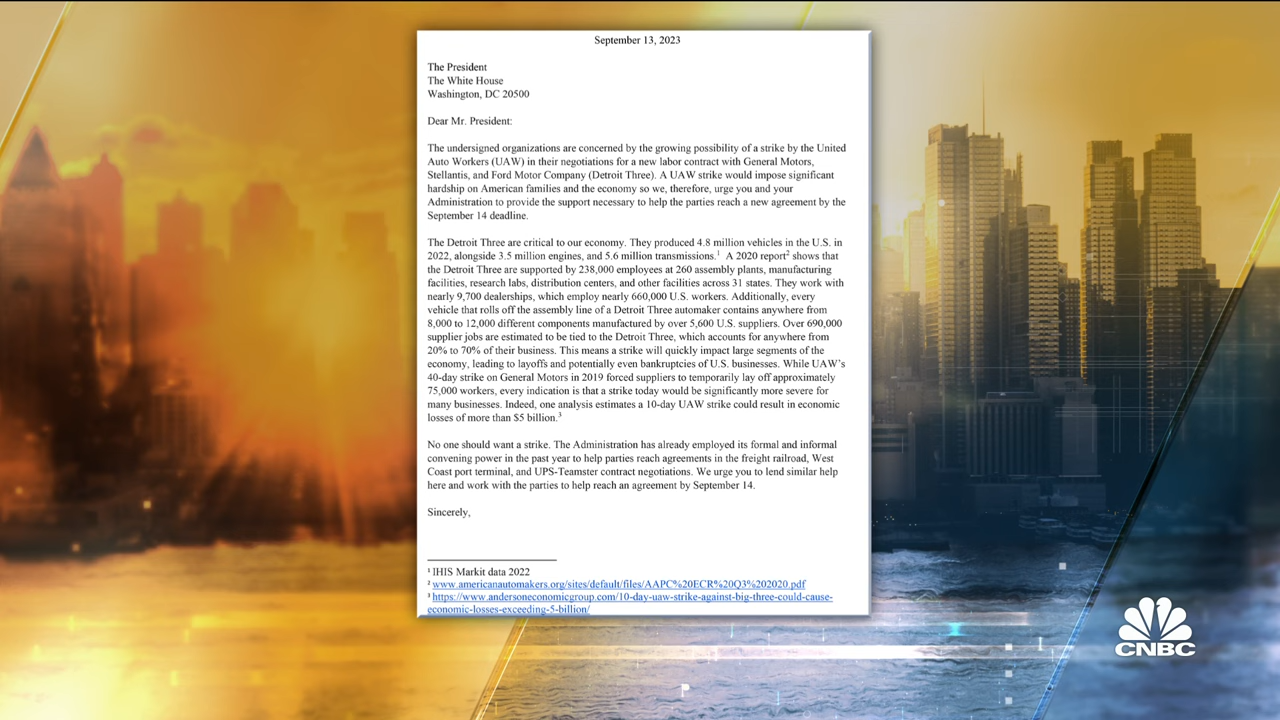 September 13, 2023
The President
The White House
Washington, DC 20500
Dear Mr. President:
The undersigned organizations are concerned by the growing possibility of a strike by the United
Auto Workers (UAW) in their negotiations for a new labor contract with General Motors,
Stellantis, and Ford Motor Company (Detroit Three). A UAW strike would impose significant
hardship on American families and the economy so we, therefore, urge you and your
Administration to provide the support necessary to help the parties reach a new agreement by the
September 14 deadline.
The Detroit Three are critical to our economy. They produced 4.8 million vehicles in the U.S. in
2022, alongside 3.5 million engines, and 5.6 million transmissions.¹ A 2020 report² shows that
the Detroit Three are supported by 238,000 employees at 260 assembly plants, manufacturing
facilities, research labs, distribution centers, and other facilities across 31 states. They work with
nearly 9,700 dealerships, which employ nearly 660,000 U.S. workers. Additionally, every
vehicle that rolls off the assembly line of a Detroit Three automaker contains anywhere from
8,000 to 12,000 different components manufactured by over 5,600 U.S. suppliers. Over 690,000
supplier jobs are estimated to be tied to the Detroit Three, which accounts for anywhere from
20% to 70% of their business. This means a strike will quickly impact large segments of the
economy, leading to layoffs and potentially even bankruptcies of U.S. businesses. While UAW's
40-day strike on General Motors in 2019 forced suppliers to temporarily lay off approximately
75,000 workers, every indication is that a strike today would be significantly more severe for
many businesses. Indeed, one analysis estimates a 10-day UAW strike could result in economic
losses of more than $5 billion.³
No one should want a strike. The Administration has already employed its formal and informal
convening power in the past year to help parties reach agreements in the freight railroad, West
Coast port terminal, and UPS-Teamster contract negotiations. We urge you to lend similar help
here and work with the parties to help reach an agreement by September 14.
Sincerely,
¹ IHIS Markit data 2022
² www.americanautomakers.org/sites/default/files/AAPC%20ECR%20Q3%202020.pdf
³ https://www.andersoneconomicgroup.com/10-day-uaw-strike-against-big-three-could-cause-
economic-losses-exceeding-5-billion/
CNBC